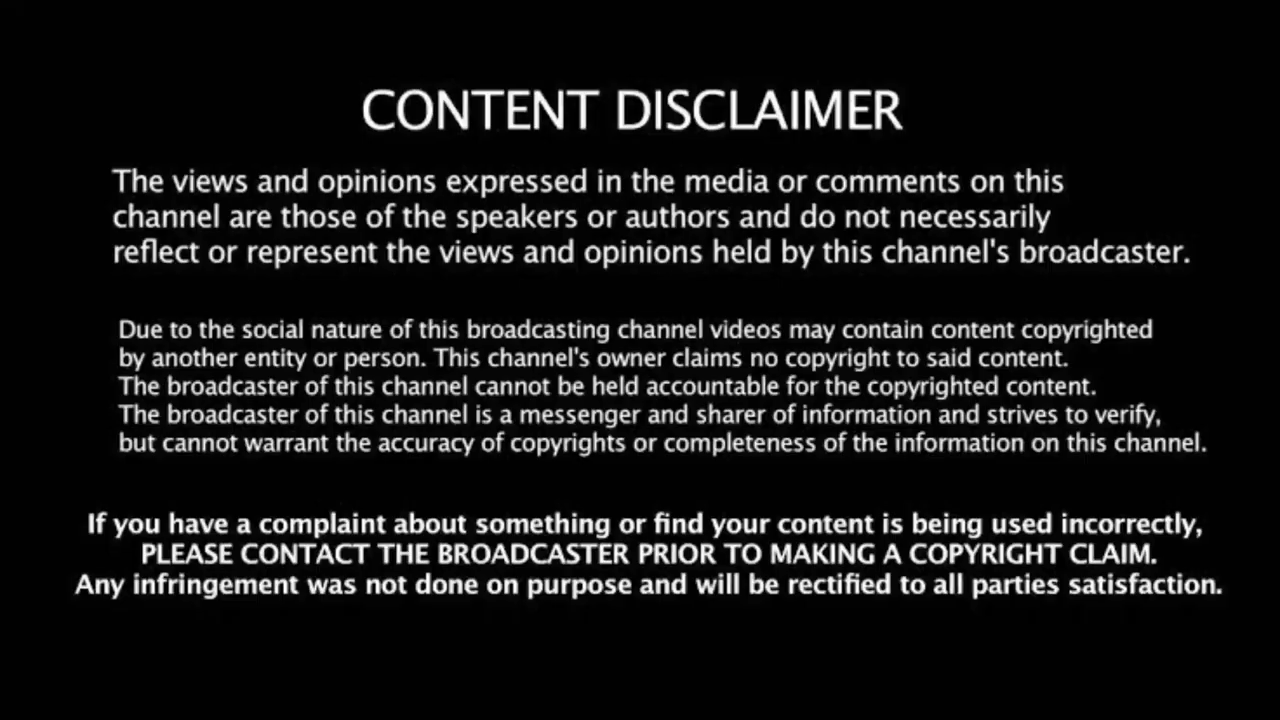 CONTENT DISCLAIMER
The views and opinions expressed in the media or comments on this
channel are those of the speakers or authors and do not necessarily
reflect or represent the views and opinions held by this channel's broadcaster.
Due to the social nature of this broadcasting channel videos may contain content copyrighted
by another entity or person. This channel's owner claims no copyright to said content.
The broadcaster of this channel cannot be held accountable for the copyrighted content.
The broadcaster of this channel is a messenger and sharer of information and strives to verify,
but cannot warrant the accuracy of copyrights or completeness of the information on this channel.
If you have a complaint about something or find your content is being used incorrectly,
PLEASE CONTACT THE BROADCASTER PRIOR TO MAKING A COPYRIGHT CLAIM.
Any infringement was not done on purpose and will be rectified to all parties satisfaction.